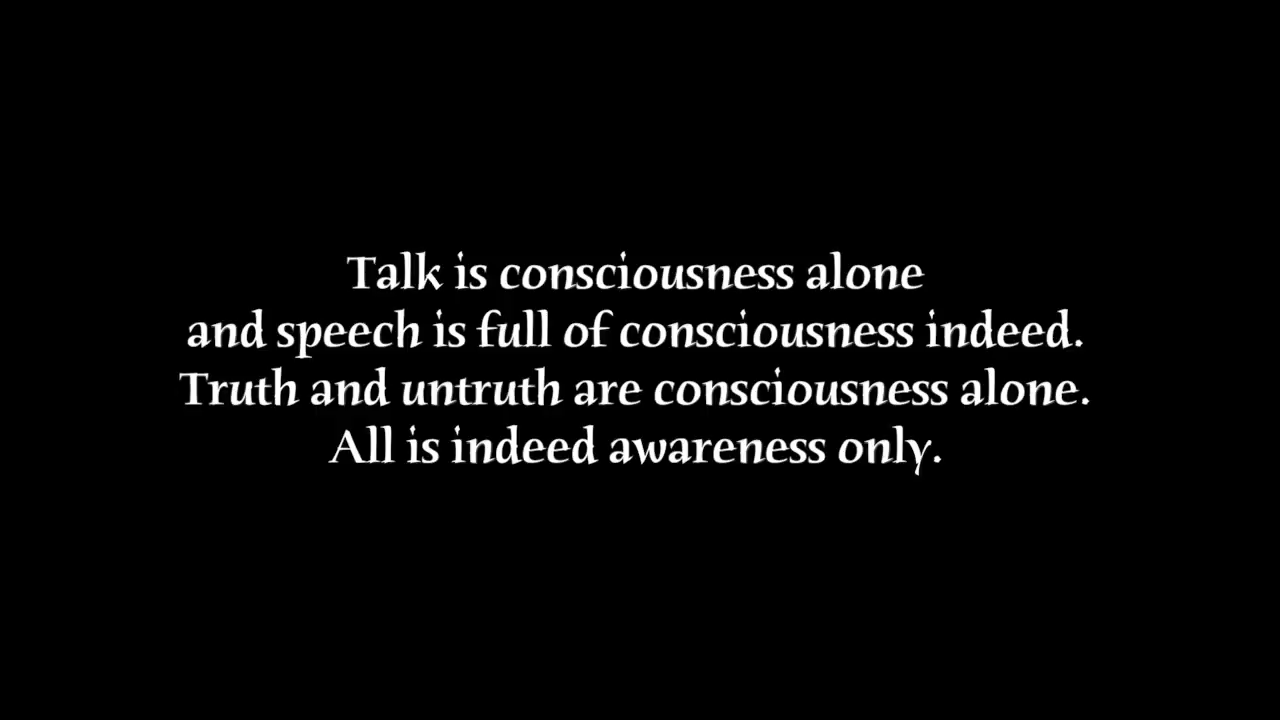 Talk is consciousness alone
and speech is full of consciousness indeed.
Truth and untruth are consciousness alone.
All is indeed awareness only.